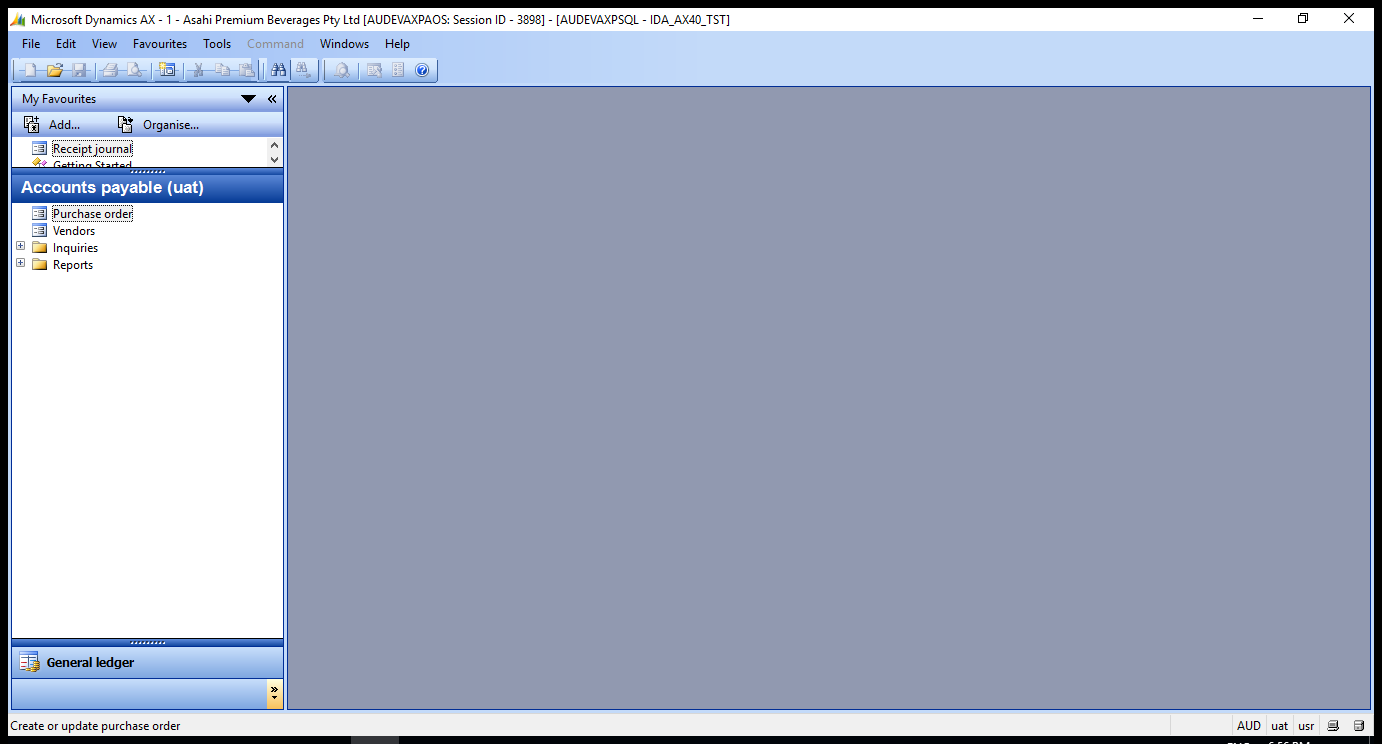 Microsoft Dynamics AX - 1 - Asahi Premium Beverages Pty Ltd [AUDEVAXPAOS: Session ID - 3898] - [AUDEVAXPSQL - IDA_AX40_TST]
File Edit View Favourites Tools Command Windows Help
My Favourites
Add... Organise...
Receipt journal
Getting Started
Accounts payable (uat)
Purchase order
Vendors
Inquiries
Reports
General ledger
Create or update purchase order
AUD uat usr